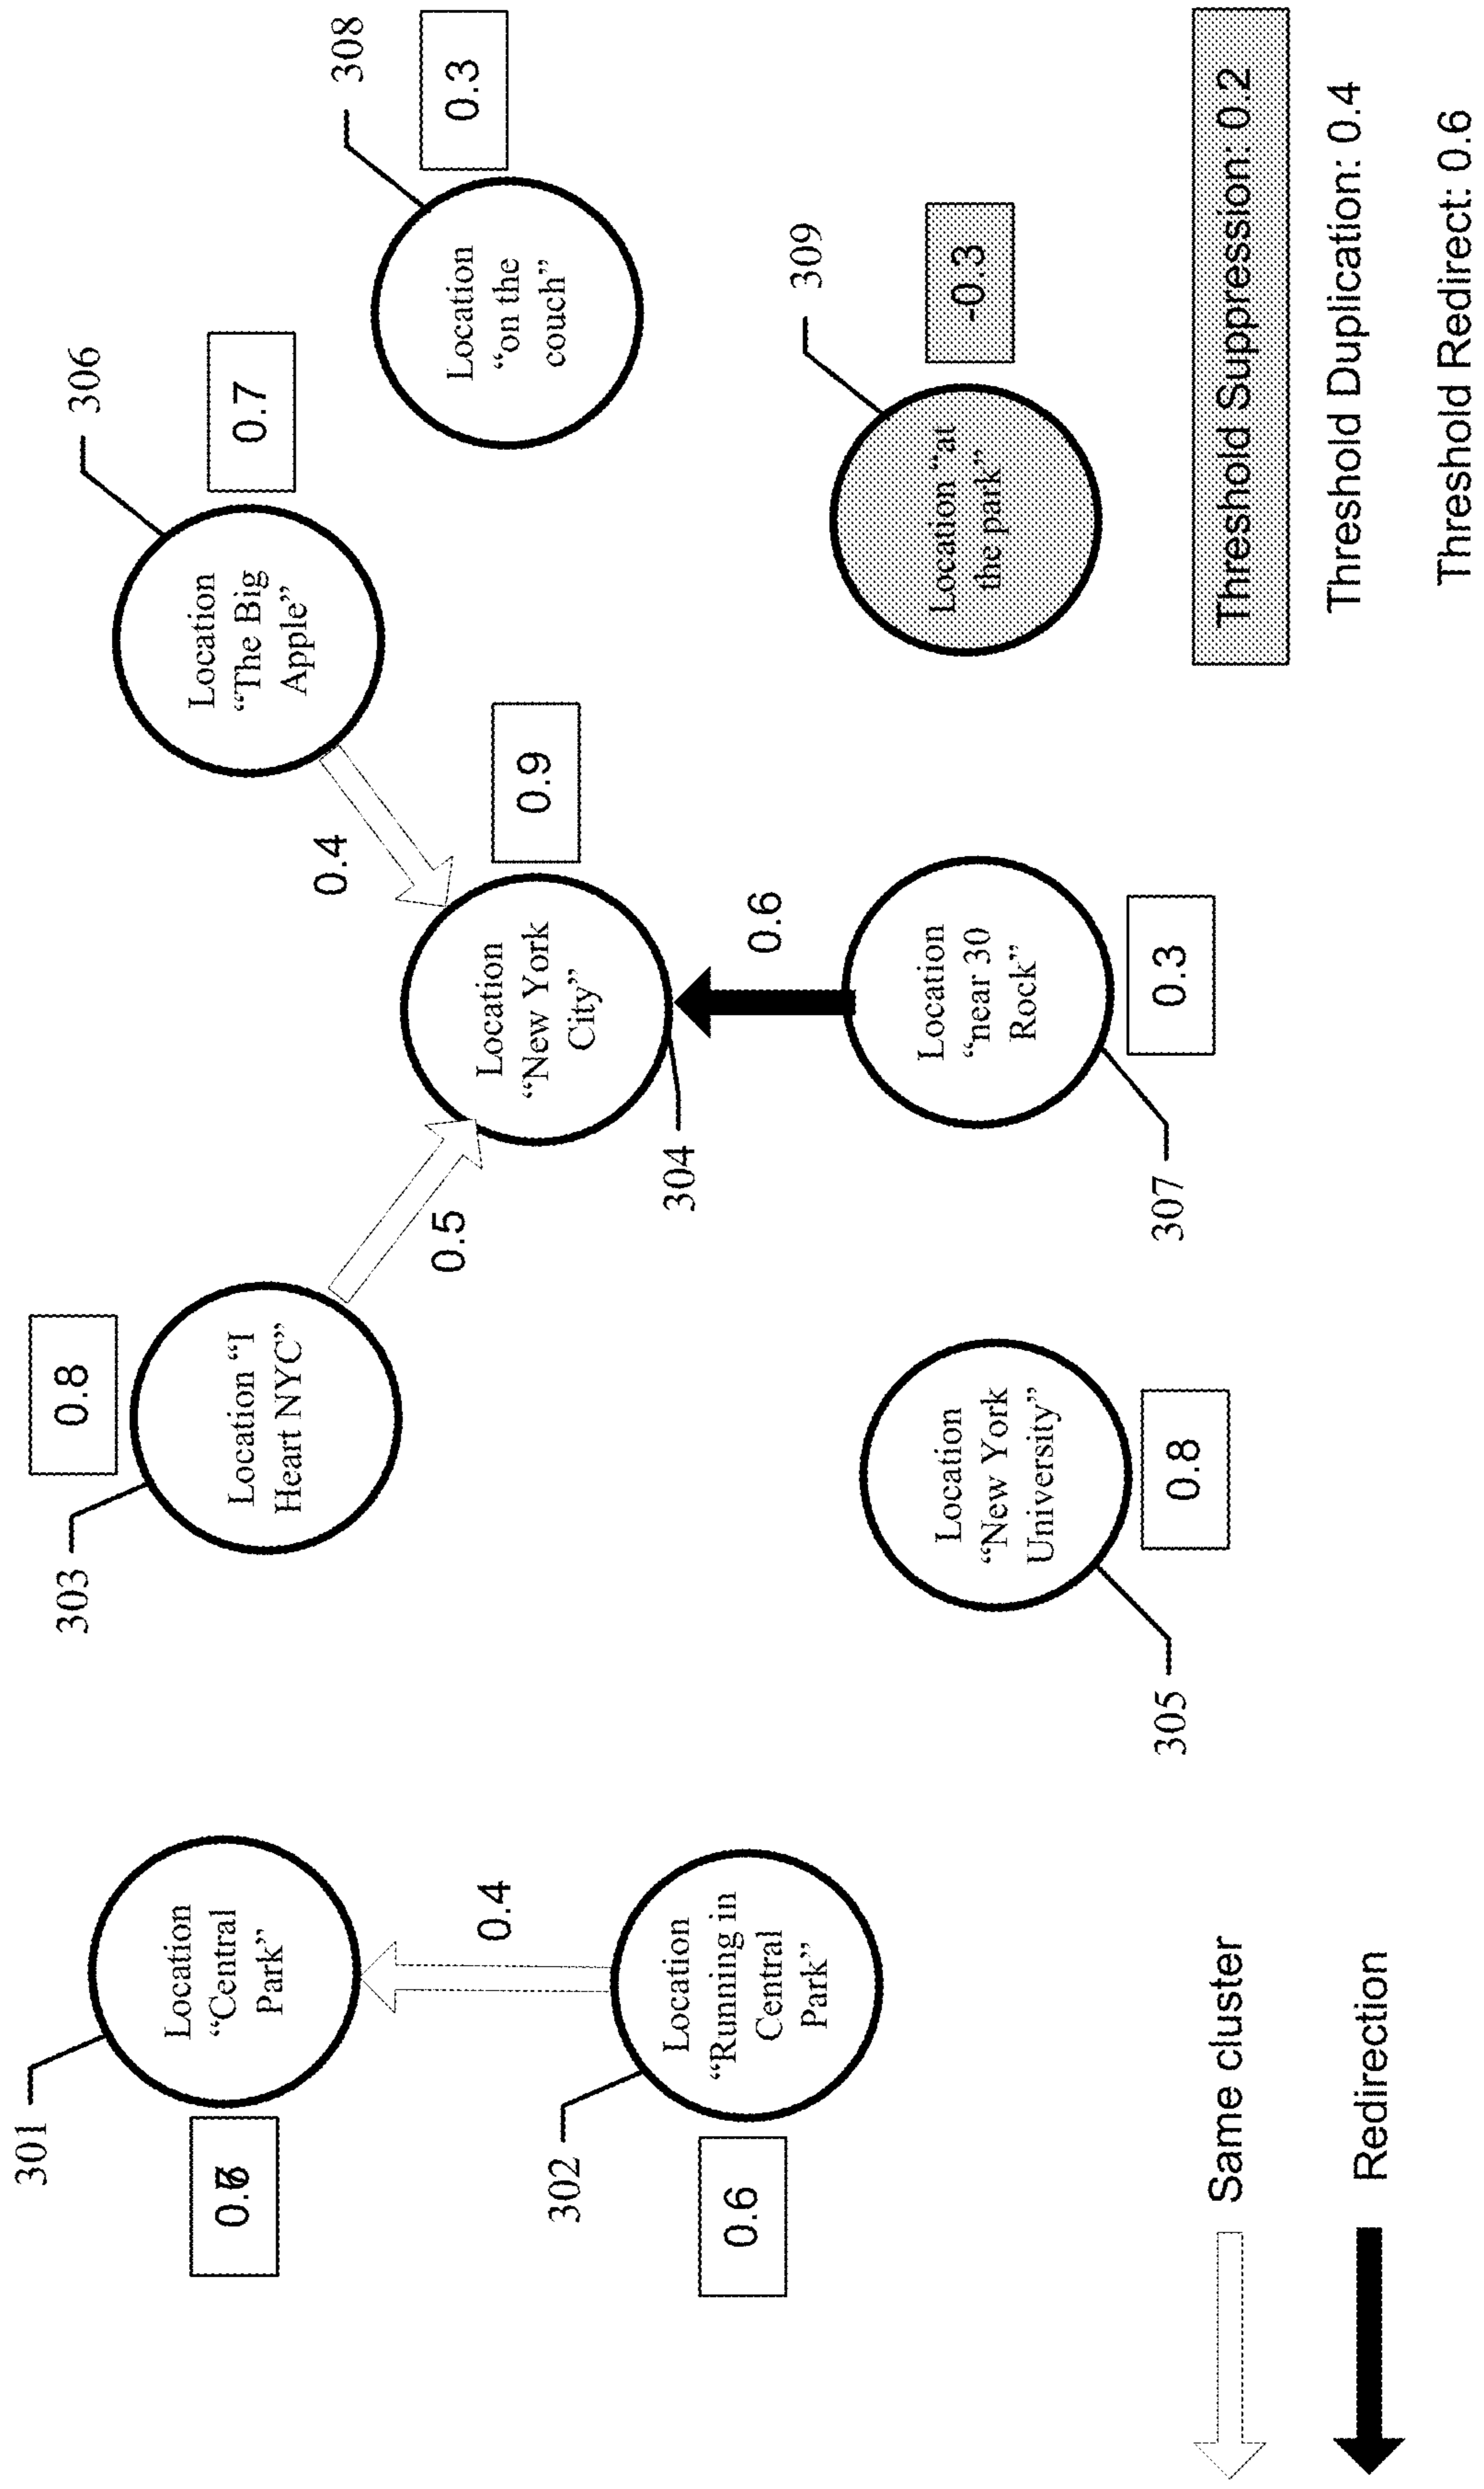 301
Location
“Central
Park”
0.4
302
0.6
Location
“Running in
Central
Park”
303
0.8
Location “I
Heart NYC”
0.5
306
0.7
Location
“The Big
Apple”
0.4
304
0.9
Location
“New York
City”
0.6
308
0.3
Location
“on the
couch”
305
Location
“New York
University”
0.8
307
Location
“near 30
Rock”
0.3
309
-0.3
Location “at
the park”
Same cluster
Redirection
Threshold Suppression: 0.2
Threshold Duplication: 0.4
Threshold Redirect: 0.6